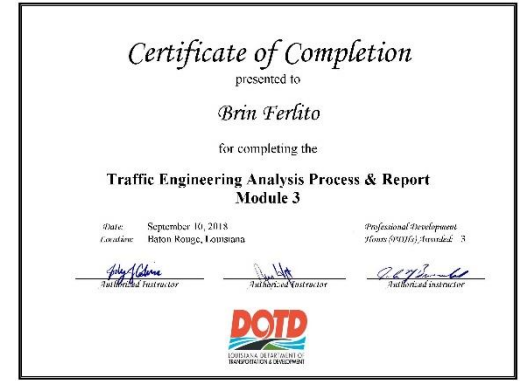 Certificate of Completion
presented to
Brin Ferlito
for completing the
Traffic Engineering Analysis Process & Report
Module 3
Date: September 10, 2018
Location: Baton Rouge, Louisiana
Professional Development
Hours (PDHs) Awarded: 3
Authorized Instructor
Authorized Instructor
Authorized Instructor
DOTD
LOUISIANA DEPARTMENT OF
TRANSPORTATION & DEVELOPMENT